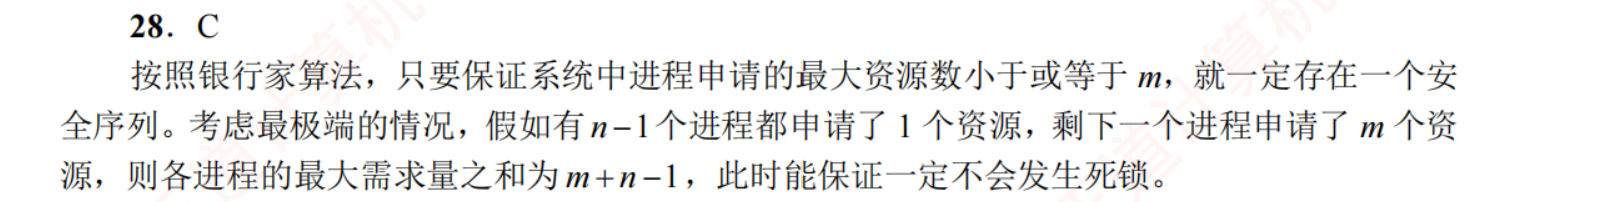 28. C
按照银行家算法，只要保证系统中进程申请的最大资源数小于或等于 m，就一定存在一个安
全序列。考虑最极端的情况，假如有 n−1个进程都申请了 1 个资源，剩下一个进程申请了 m 个资
源，则各进程的最大需求量之和为 m+n−1，此时能保证一定不会发生死锁。